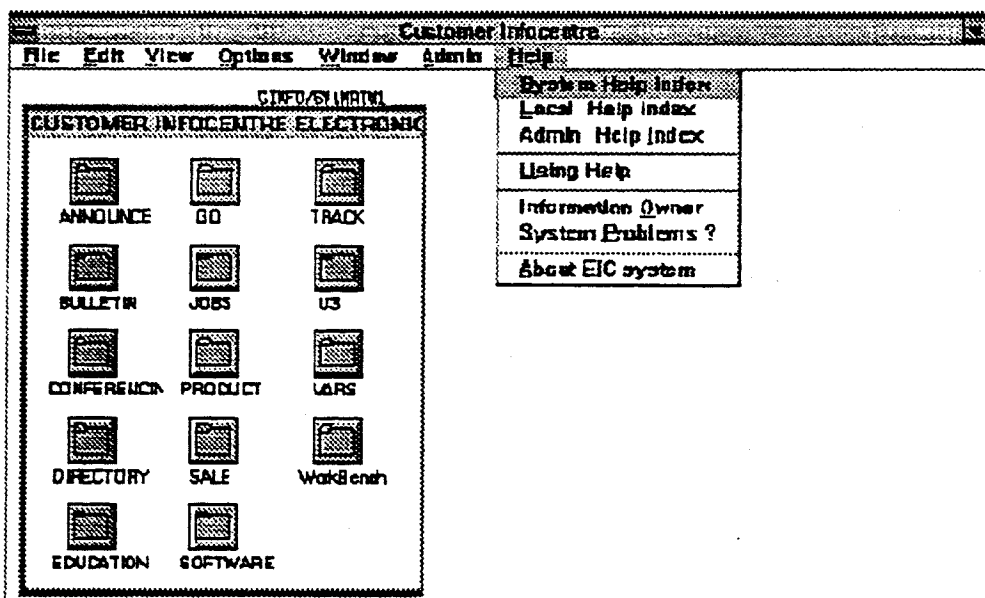 Customer Infocentre
File Edit View Options Window Admin Help
System Help Index
Local Help Index
Admin Help Index
Using Help
Information Owner
System Problems ?
About EIC system
CUSTOMER INFOCENTRE ELECTRONIC
ANNOUNCE GO TRACK
BULLETIN JOBS U3
CONFERENCIN PRODUCT VARS
DIRECTORY SALE WorkBench
EDUCATION SOFTWARE